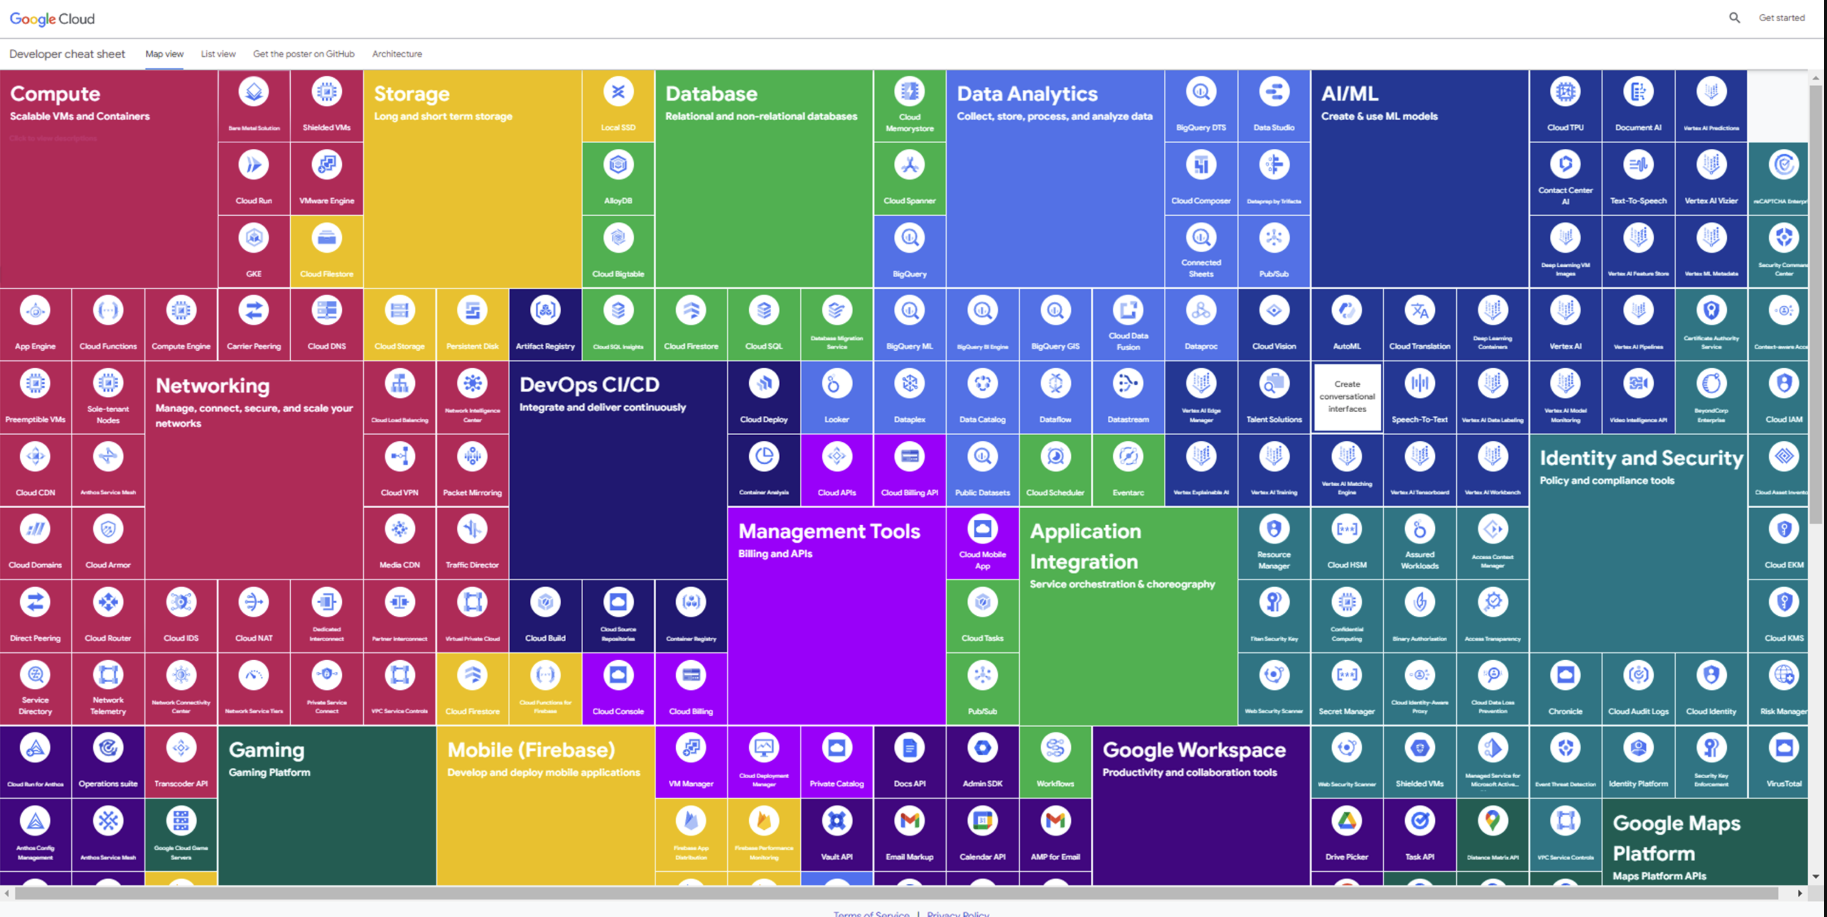 Google Cloud
Get started
Developer cheat sheet
Map view
List view
Get the poster on GitHub
Architecture
Compute
Scalable VMs and Containers
Click to view descriptions
Bare Metal Solution
Shielded VMs
Storage
Long and short term storage
Local SSD
Database
Relational and non-relational databases
Cloud
Memorystore
Data Analytics
Collect, store, process, and analyze data
BigQuery DTS
Data Studio
AI/ML
Create & use ML models
Cloud TPU
Document AI
Vertex AI Predictions
Cloud Run
VMware Engine
AlloyDB
Cloud Spanner
Cloud Composer
Dataprep by Trifacta
Contact Center
AI
Text-To-Speech
Vertex AI Vizier
reCAPTCHA Enterpr
GKE
Cloud Filestore
Cloud Bigtable
BigQuery
Connected
Sheets
Pub/Sub
Deep Learning VM
Images
Vertex AI Feature Store
Vertex ML Metadata
Security Comman
Center
App Engine
Cloud Functions
Compute Engine
Carrier Peering
Cloud DNS
Cloud Storage
Persistent Disk
Artifact Registry
Cloud SQL Insights
Cloud Firestore
Cloud SQL
Database Migration
Service
BigQuery ML
BigQuery BI Engine
BigQuery GIS
Cloud Data
Fusion
Dataproc
Cloud Vision
AutoML
Cloud Translation
Deep Learning
Containers
Vertex AI
Vertex AI Pipelines
Certificate Authority
Service
Context-aware Acce
Preemptible VMs
Sole-tenant
Nodes
Networking
Manage, connect, secure, and scale your
networks
Cloud Load Balancing
Network Intelligence
Center
DevOps CI/CD
Integrate and deliver continuously
Cloud Deploy
Looker
Dataplex
Data Catalog
Dataflow
Datastream
Vertex AI Edge
Manager
Talent Solutions
Create
conversational
interfaces
Speech-To-Text
Vertex AI Data Labeling
Vertex AI Model
Monitoring
Video Intelligence API
BeyondCorp
Enterprise
Cloud IAM
Cloud CDN
Anthos Service Mesh
Cloud VPN
Packet Mirroring
Container Analysis
Cloud APIs
Cloud Billing API
Public Datasets
Cloud Scheduler
Eventarc
Vertex Explainable AI
Vertex AI Training
Vertex AI Matching
Engine
Vertex AI Tensorboard
Vertex AI Workbench
Identity and Security
Policy and compliance tools
Cloud Asset Invento
Cloud Domains
Cloud Armor
Media CDN
Traffic Director
Management Tools
Billing and APIs
Cloud Mobile
App
Application
Integration
Service orchestration & choreography
Resource
Manager
Cloud HSM
Assured
Workloads
Access Context
Manager
Cloud EKM
Direct Peering
Cloud Router
Cloud IDS
Cloud NAT
Dedicated
Interconnect
Partner Interconnect
Virtual Private Cloud
Cloud Build
Cloud Source
Repositories
Container Registry
Cloud Tasks
Titan Security Key
Confidential
Computing
Binary Authorisation
Access Transparency
Cloud KMS
Service
Directory
Network
Telemetry
Network Connectivity
Center
Network Service Tiers
Private Service
Connect
VPC Service Controls
Cloud Firestore
Cloud Functions for
Firebase
Cloud Console
Cloud Billing
Pub/Sub
Web Security Scanner
Secret Manager
Cloud Identity-Aware
Proxy
Cloud Data Loss
Prevention
Chronicle
Cloud Audit Logs
Cloud Identity
Risk Manager
Cloud Run for Anthos
Operations suite
Transcoder API
Gaming
Gaming Platform
Mobile (Firebase)
Develop and deploy mobile applications
VM Manager
Cloud Deployment
Manager
Private Catalog
Docs API
Admin SDK
Workflows
Google Workspace
Productivity and collaboration tools
Web Security Scanner
Shielded VMs
Managed Service for
Microsoft Active...
Event Threat Detection
Identity Platform
Security Key
Enforcement
VirusTotal
Anthos Config
Management
Anthos Service Mesh
Google Cloud Game
Servers
Firebase App
Distribution
Firebase Performance
Monitoring
Vault API
Email Markup
Calendar API
AMP for Email
Drive Picker
Task API
Distance Matrix API
VPC Service Controls
Google Maps
Platform
Maps Platform APIs
Terms of Service | Privacy Policy